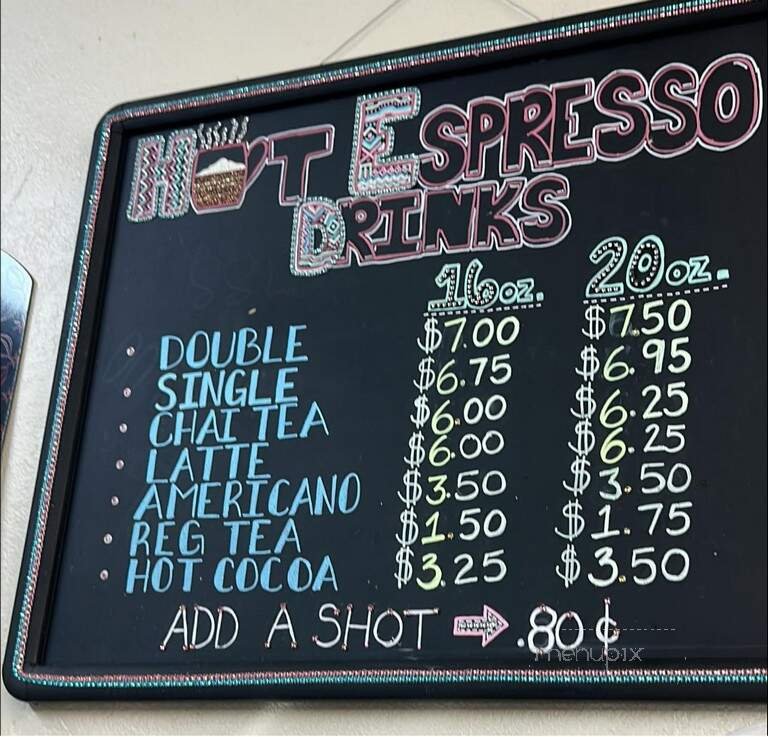 HOT ESPRESSO
DRINKS
16oz. 20oz.
• DOUBLE $7.00 $7.50
• SINGLE $6.75 $6.95
• CHAI TEA $6.00 $6.25
• LATTE $6.00 $6.25
• AMERICANO $3.50 $3.50
• REG TEA $1.50 $1.75
• HOT COCOA $3.25 $3.50
ADD A SHOT ⇨ .80¢
menupix